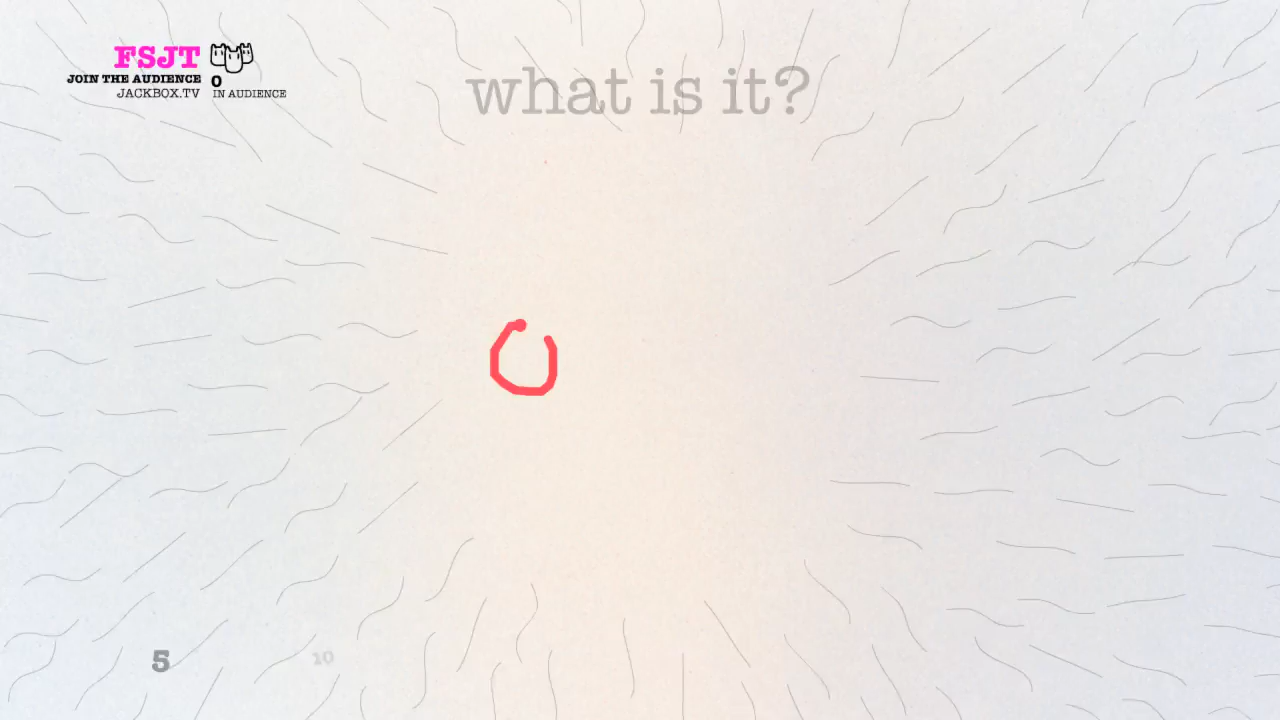 FSJT
JOIN THE AUDIENCE
JACKBOX.TV
0
IN AUDIENCE
what is it?
5
10